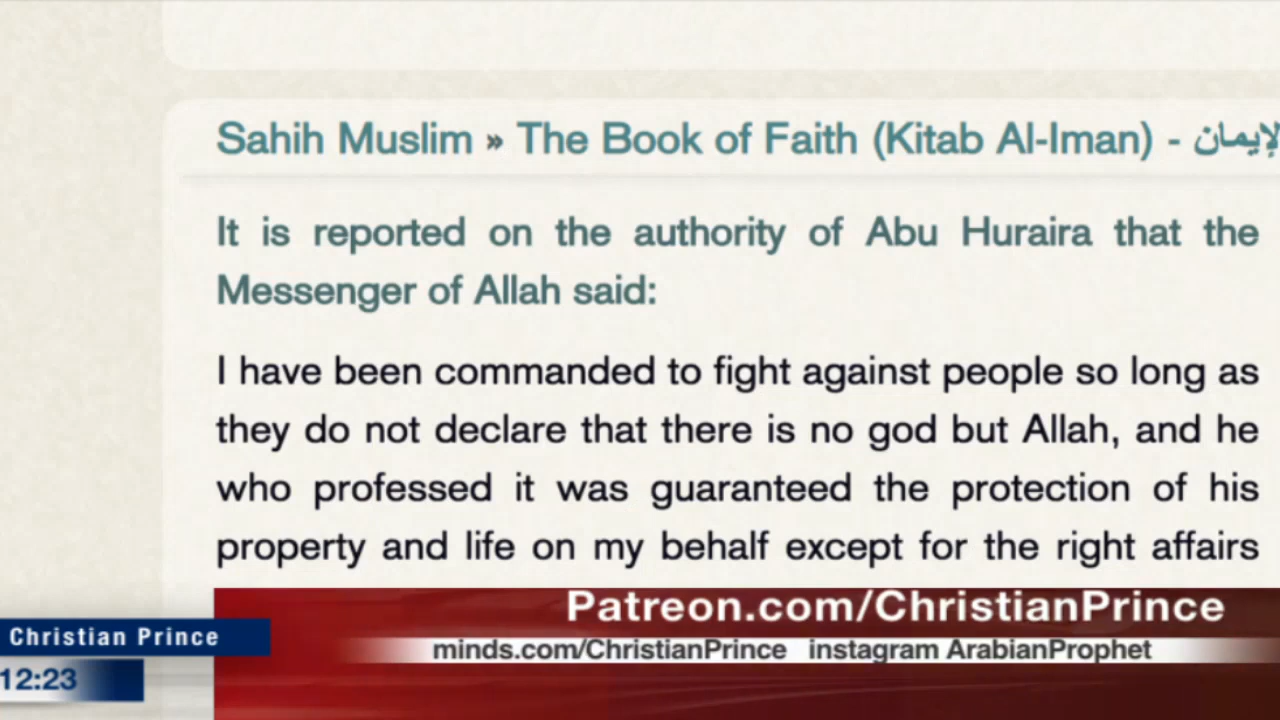 Sahih Muslim » The Book of Faith (Kitab Al-Iman) - لإيمان
It is reported on the authority of Abu Huraira that the
Messenger of Allah said:
I have been commanded to fight against people so long as
they do not declare that there is no god but Allah, and he
who professed it was guaranteed the protection of his
property and life on my behalf except for the right affairs
Patreon.com/ChristianPrince
Christian Prince
minds.com/ChristianPrince instagram ArabianProphet
12:23